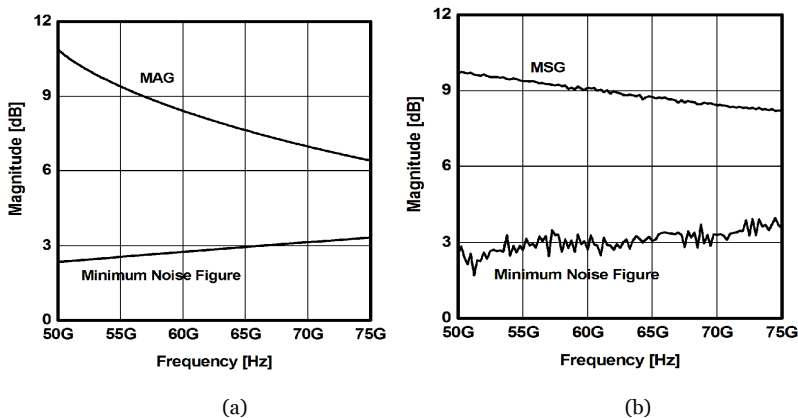 12
9
6
3
0
Magnitude [dB]
MAG
Minimum Noise Figure
50G 55G 60G 65G 70G 75G
Frequency [Hz]
(a)
12
9
6
3
0
Magnitude [dB]
MSG
Minimum Noise Figure
50G 55G 60G 65G 70G 75G
Frequency [Hz]
(b)